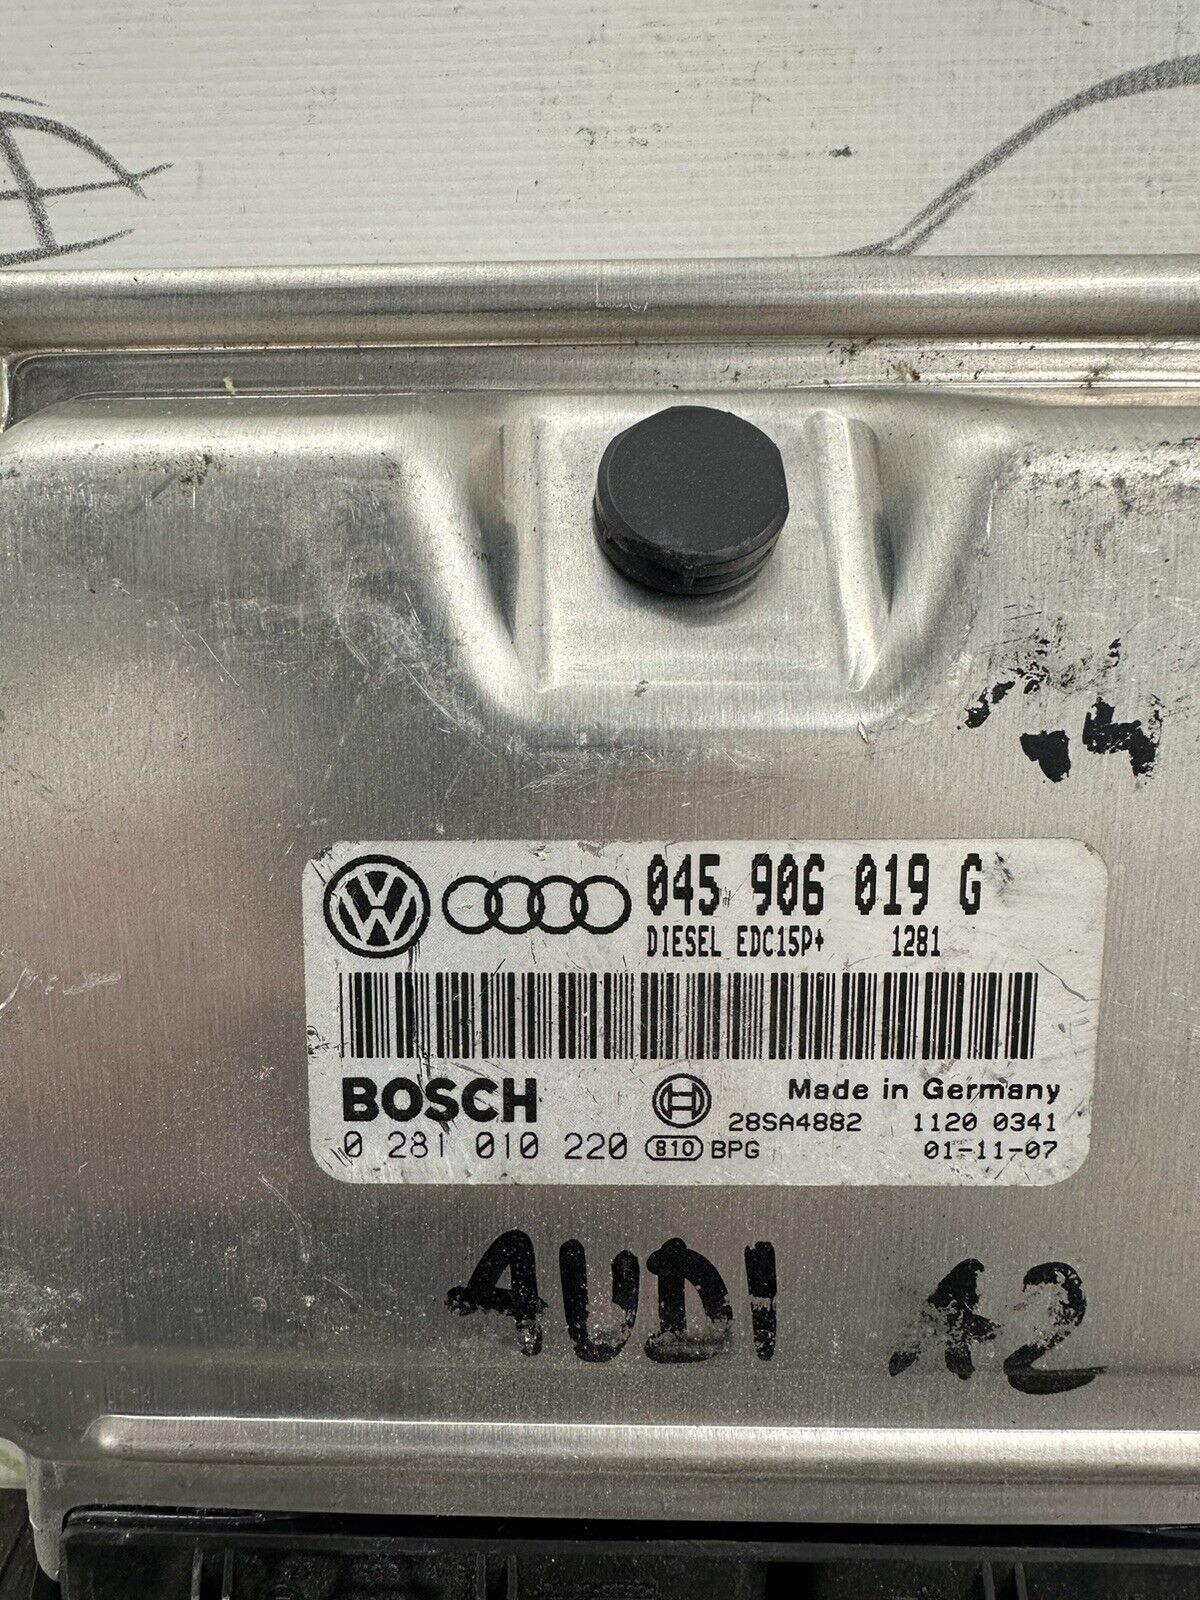 045 906 019 G
DIESEL EDC15P+ 1281
BOSCH
Made in Germany
28SA4882 1120 0341
0 281 010 220 810 BPG 01-11-07
AUDI A2